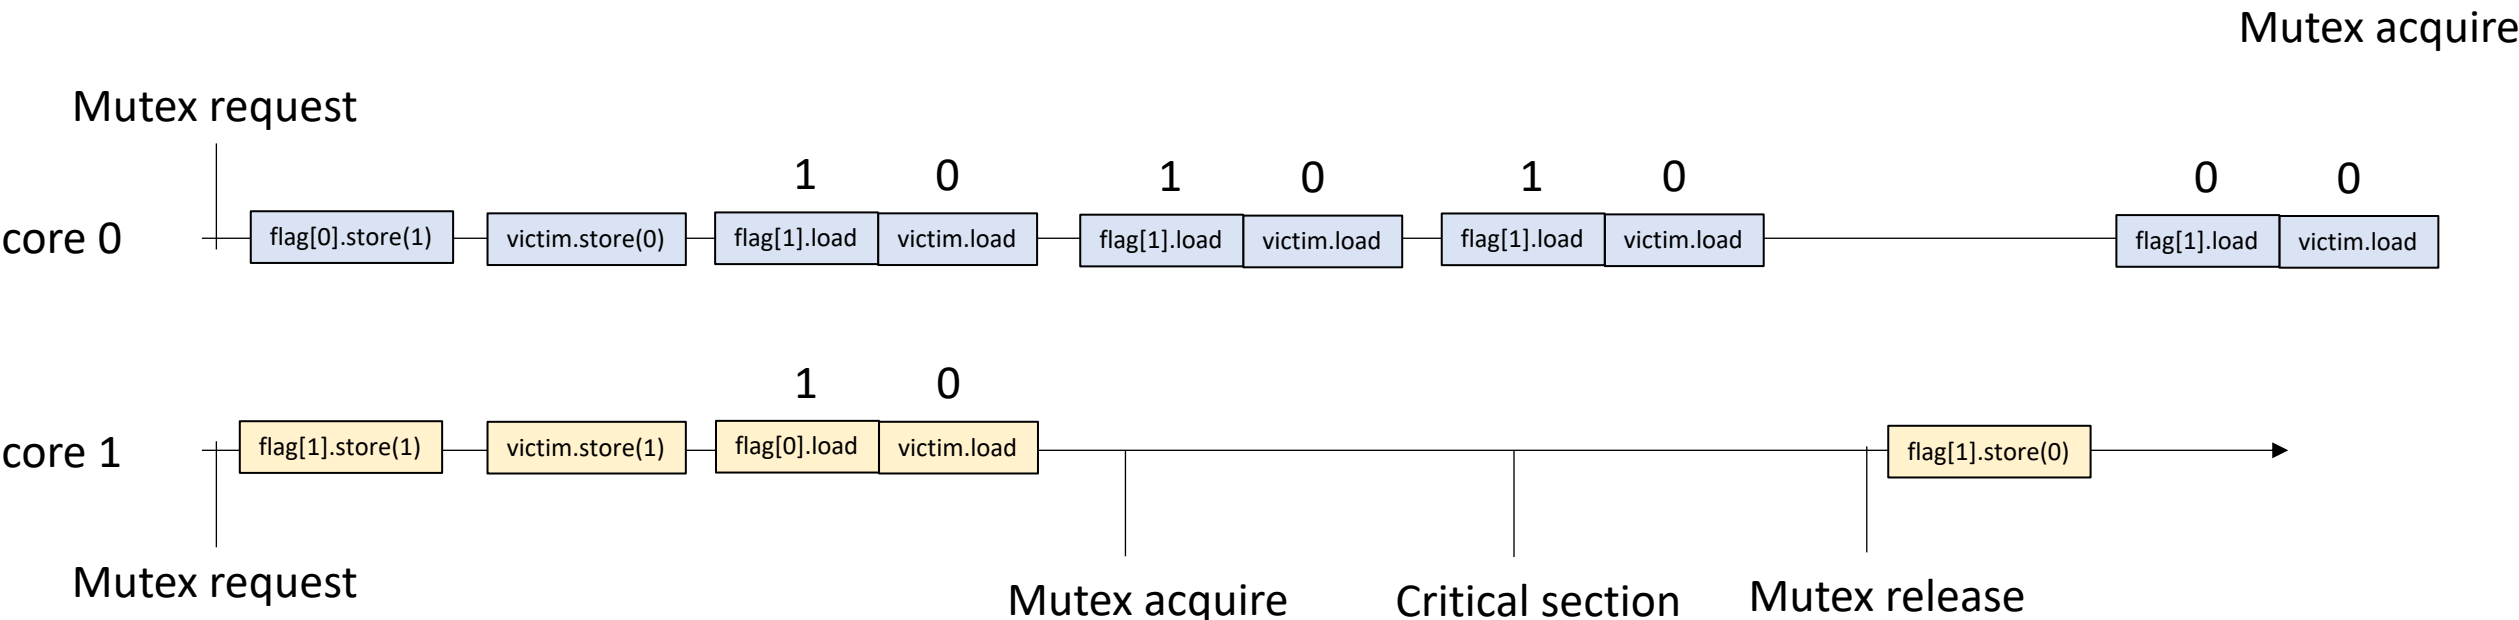 Mutex acquire
Mutex request
1 0 1 0 1 0 0 0
core 0 flag[0].store(1) victim.store(0) flag[1].load victim.load flag[1].load victim.load flag[1].load victim.load flag[1].load victim.load
1 0
core 1 flag[1].store(1) victim.store(1) flag[0].load victim.load flag[1].store(0)
Mutex request Mutex acquire Critical section Mutex release